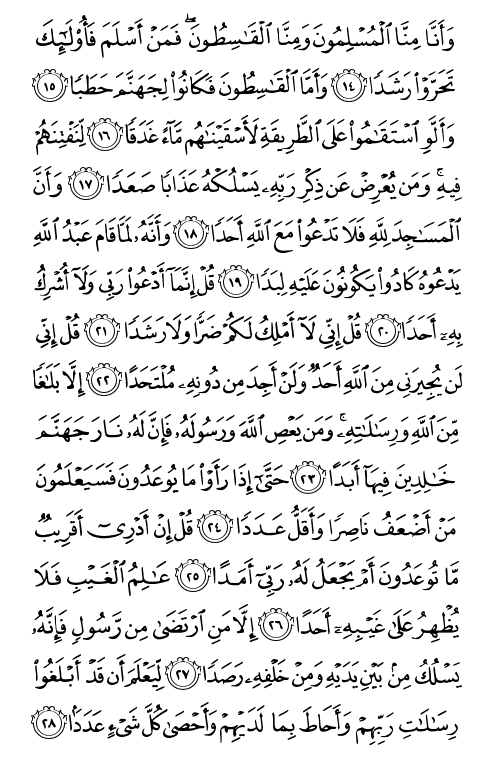 وَأَنَّا مِنَّا ٱلْمُسْلِمُونَ وَمِنَّا ٱلْقَٰسِطُونَۖ فَمَنْ أَسْلَمَ فَأُوْلَٰٓئِكَ
تَحَرَّوْاْ رَشَدٗا ١٤ وَأَمَّا ٱلْقَٰسِطُونَ فَكَانُواْ لِجَهَنَّمَ حَطَبٗا ١٥
وَأَلَّوِ ٱسْتَقَٰمُواْ عَلَى ٱلطَّرِيقَةِ لَأَسْقَيْنَٰهُم مَّآءً غَدَقٗا ١٦ لِّنَفْتِنَهُمْ
فِيهِۚ وَمَن يُعْرِضْ عَن ذِكْرِ رَبِّهِۦ يَسْلُكْهُ عَذَابٗا صَعَدٗا ١٧ وَأَنَّ
ٱلْمَسَٰجِدَ لِلَّهِ فَلَا تَدْعُواْ مَعَ ٱللَّهِ أَحَدٗا ١٨ وَأَنَّهُۥ لَمَّا قَامَ عَبْدُ ٱللَّهِ
يَدْعُوهُ كَادُواْ يَكُونُونَ عَلَيْهِ لِبَدٗا ١٩ قُلْ إِنَّمَآ أَدْعُواْ رَبِّي وَلَآ أُشْرِكُ
بِهِۦٓ أَحَدٗا ٢٠ قُلْ إِنِّي لَآ أَمْلِكُ لَكُمْ ضَرّٗا وَلَا رَشَدٗا ٢١ قُلْ إِنِّي
لَن يُجِيرَنِي مِنَ ٱللَّهِ أَحَدٞ وَلَنْ أَجِدَ مِن دُونِهِۦ مُلْتَحَدًا ٢٢ إِلَّا بَلَٰغٗا
مِّنَ ٱللَّهِ وَرِسَٰلَٰتِهِۦۚ وَمَن يَعْصِ ٱللَّهَ وَرَسُولَهُۥ فَإِنَّ لَهُۥ نَارَ جَهَنَّمَ
خَٰلِدِينَ فِيهَآ أَبَدًا ٢٣ حَتَّىٰٓ إِذَا رَأَوْاْ مَا يُوعَدُونَ فَسَيَعْلَمُونَ
مَنْ أَضْعَفُ نَاصِرٗا وَأَقَلُّ عَدَدٗا ٢٤ قُلْ إِنْ أَدْرِيٓ أَقَرِيبٞ
مَّا تُوعَدُونَ أَمْ يَجْعَلُ لَهُۥ رَبِّيٓ أَمَدًا ٢٥ عَٰلِمُ ٱلْغَيْبِ فَلَا
يُظْهِرُ عَلَىٰ غَيْبِهِۦٓ أَحَدًا ٢٦ إِلَّا مَنِ ٱرْتَضَىٰ مِن رَّسُولٖ فَإِنَّهُۥ
يَسْلُكُ مِنۢ بَيْنِ يَدَيْهِ وَمِنْ خَلْفِهِۦ رَصَدٗا ٢٧ لِّيَعْلَمَ أَن قَدْ أَبْلَغُواْ
رِسَٰلَٰتِ رَبِّهِمْ وَأَحَاطَ بِمَا لَدَيْهِمْ وَأَحْصَىٰ كُلَّ شَيْءٍ عَدَدَۢا ٢٨